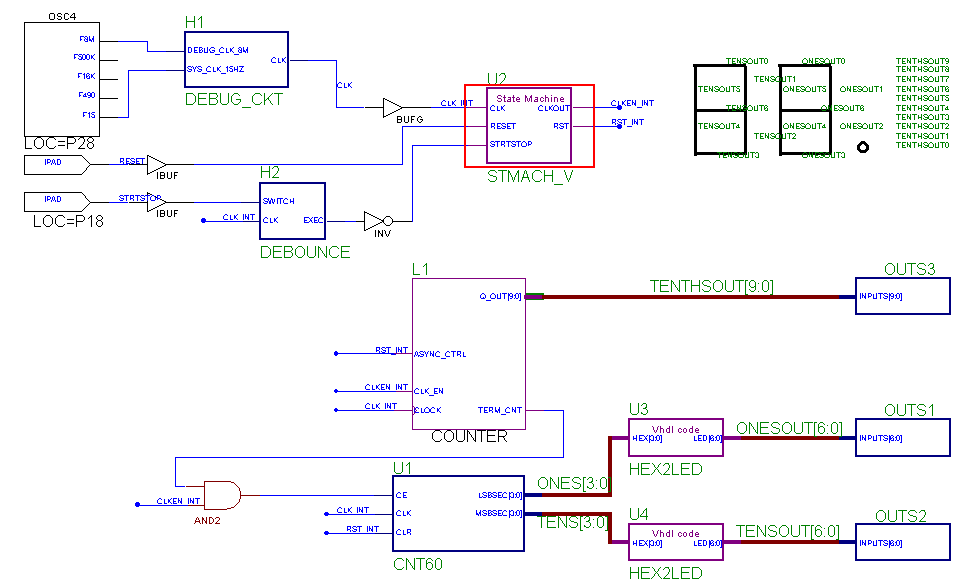 OSC4
F8M
F500K
F16K
F490
F15
LOC=P28
H1
DEBUG_CLK_8M
SYS_CLK_15HZ
CLK
DEBUG_CKT
CLK
BUFG
CLK_INT
U2
State Machine
CLK
CLKOUT
RESET
RST
STRTSTOP
STMACH_V
CLKEN_INT
RST_INT
IPAD
RESET
IBUF
IPAD
STRTSTOP
IBUF
LOC=P18
H2
SWITCH
CLK
EXEC
CLK_INT
DEBOUNCE
INV
TENSOUT0
TENSOUT1
TENSOUT5
TENSOUT6
TENSOUT4
TENSOUT2
TENSOUT3
ONESOUT0
ONESOUT5
ONESOUT1
ONESOUT6
ONESOUT4
ONESOUT2
ONESOUT3
TENTHSOUT9
TENTHSOUT8
TENTHSOUT7
TENTHSOUT6
TENTHSOUT5
TENTHSOUT4
TENTHSOUT3
TENTHSOUT2
TENTHSOUT1
TENTHSOUT0
L1
Q_OUT[9:0]
RST_INT
ASYNC_CTRL
CLKEN_INT
CLK_EN
CLK_INT
CLOCK
TERM_CNT
COUNTER
TENTHSOUT[9:0]
OUTS3
INPUTS[9:0]
CLKEN_INT
AND2
U1
CE
CLK_INT
CLK
RST_INT
CLR
LSBSEC[3:0]
MSBSEC[3:0]
CNT60
ONES[3:0]
TENS[3:0]
U3
Vhdl code
HEX[3:0]
LED[6:0]
HEX2LED
ONESOUT[6:0]
OUTS1
INPUTS[6:0]
U4
Vhdl code
HEX[3:0]
LED[6:0]
HEX2LED
TENSOUT[6:0]
OUTS2
INPUTS[6:0]